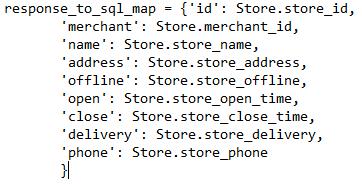 response_to_sql_map = {'id': Store.store_id,
'merchant': Store.merchant_id,
'name': Store.store_name,
'address': Store.store_address,
'offline': Store.store_offline,
'open': Store.store_open_time,
'close': Store.store_close_time,
'delivery': Store.store_delivery,
'phone': Store.store_phone
}